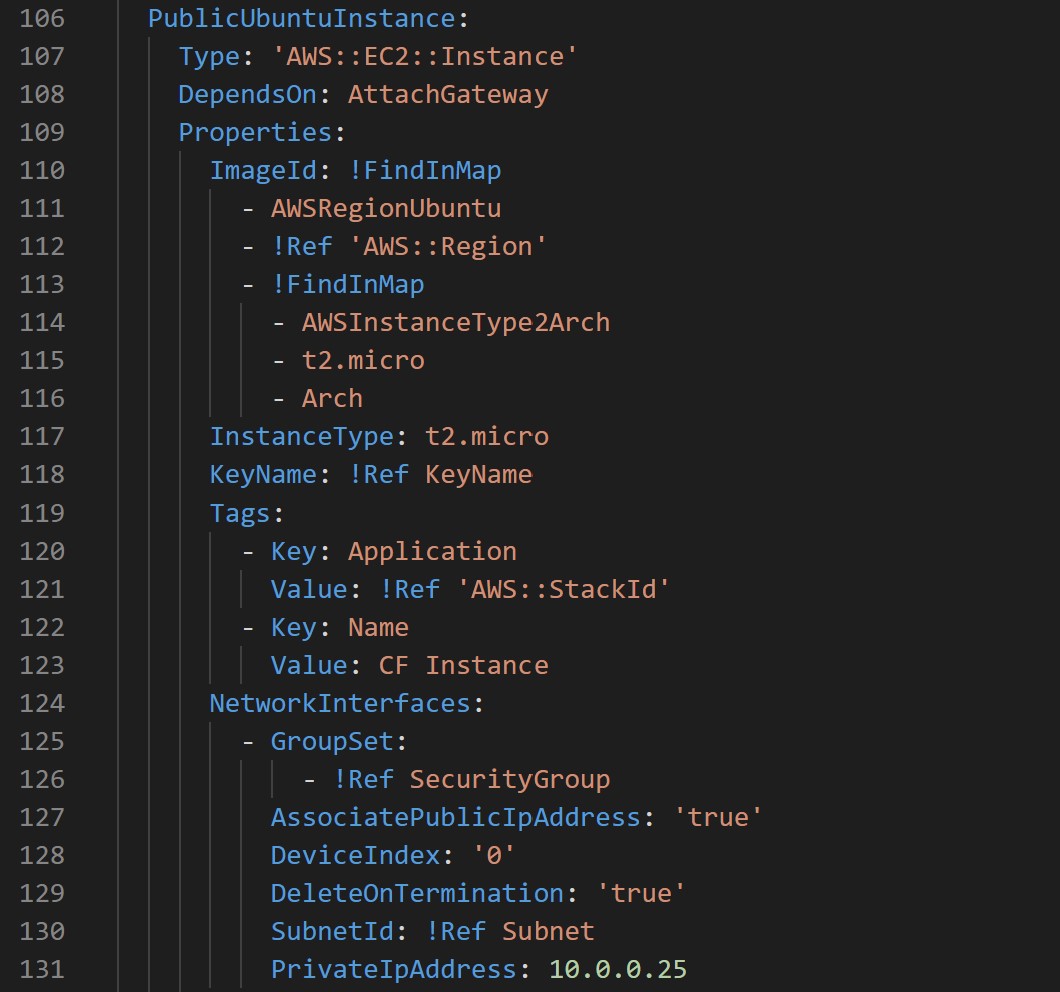 106 PublicUbuntuInstance:
107 Type: 'AWS::EC2::Instance'
108 DependsOn: AttachGateway
109 Properties:
110 ImageId: !FindInMap
111 - AWSRegionUbuntu
112 - !Ref 'AWS::Region'
113 - !FindInMap
114 - AWSInstanceType2Arch
115 - t2.micro
116 - Arch
117 InstanceType: t2.micro
118 KeyName: !Ref KeyName
119 Tags:
120 - Key: Application
121 Value: !Ref 'AWS::StackId'
122 - Key: Name
123 Value: CF Instance
124 NetworkInterfaces:
125 - GroupSet:
126 - !Ref SecurityGroup
127 AssociatePublicIpAddress: 'true'
128 DeviceIndex: '0'
129 DeleteOnTermination: 'true'
130 SubnetId: !Ref Subnet
131 PrivateIpAddress: 10.0.0.25